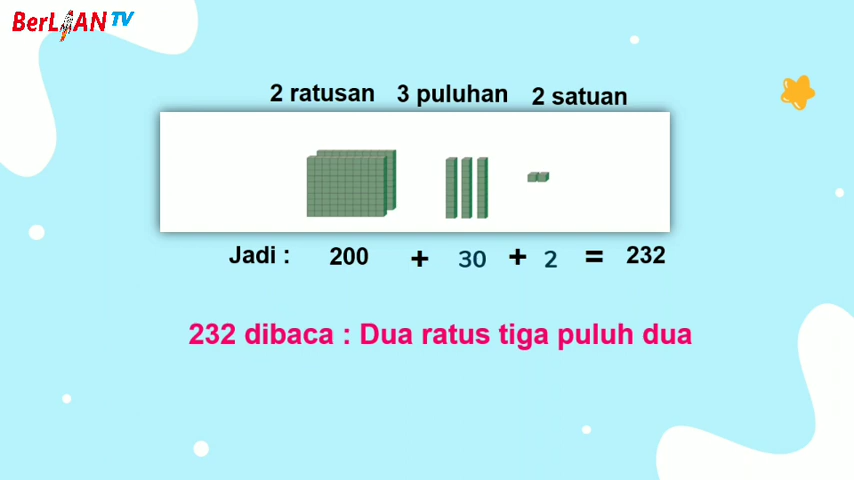 BerLIAN TV
2 ratusan 3 puluhan 2 satuan
Jadi : 200 + 30 + 2 = 232
232 dibaca : Dua ratus tiga puluh dua